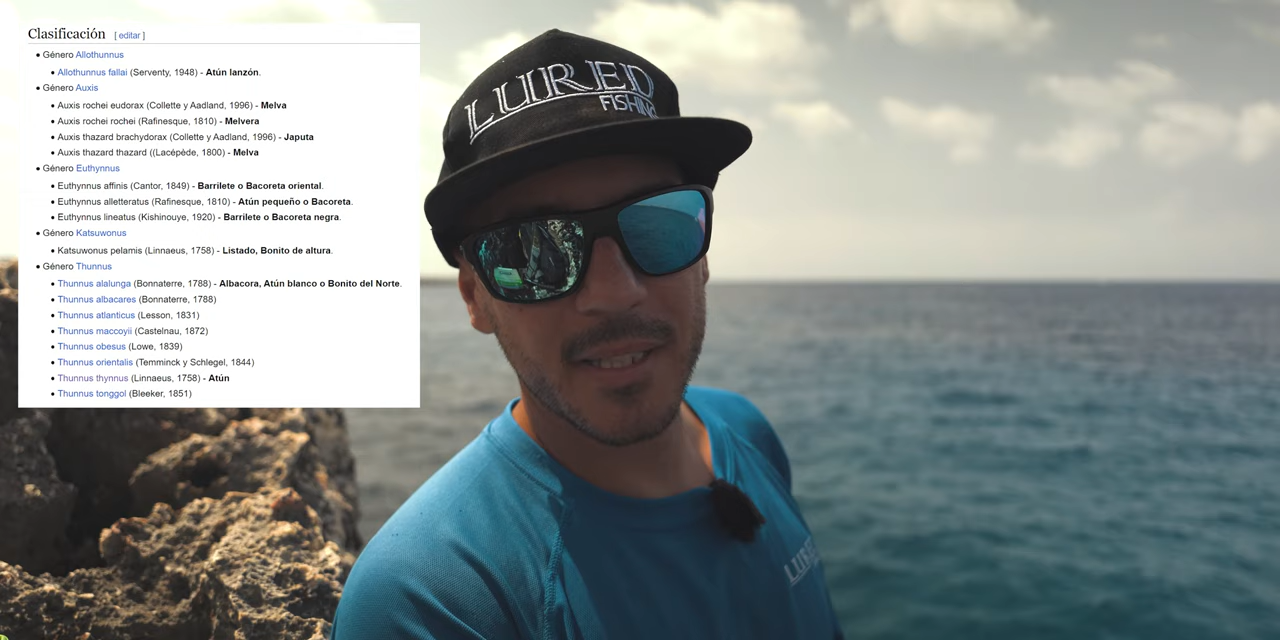 Clasificación [ editar ]
• Género Allothunnus
• Allothunnus fallai (Serventy, 1948) - Atún lanzón.
• Género Auxis
• Auxis rochei eudorax (Collette y Aadland, 1996) - Melva
• Auxis rochei rochei (Rafinesque, 1810) - Melvera
• Auxis thazard brachydorax (Collette y Aadland, 1996) - Japuta
• Auxis thazard thazard ((Lacépède, 1800) - Melva
• Género Euthynnus
• Euthynnus affinis (Cantor, 1849) - Barrilete o Bacoreta oriental.
• Euthynnus alletteratus (Rafinesque, 1810) - Atún pequeño o Bacoreta.
• Euthynnus lineatus (Kishinouye, 1920) - Barrilete o Bacoreta negra.
• Género Katsuwonus
• Katsuwonus pelamis (Linnaeus, 1758) - Listado, Bonito de altura.
• Género Thunnus
• Thunnus alalunga (Bonnaterre, 1788) - Albacora, Atún blanco o Bonito del Norte.
• Thunnus albacares (Bonnaterre, 1788)
• Thunnus atlanticus (Lesson, 1831)
• Thunnus maccoyii (Castelnau, 1872)
• Thunnus obesus (Lowe, 1839)
• Thunnus orientalis (Temminck y Schlegel, 1844)
• Thunnus thynnus (Linnaeus, 1758) - Atún
• Thunnus tonggol (Bleeker, 1851)
LURED
FISHING